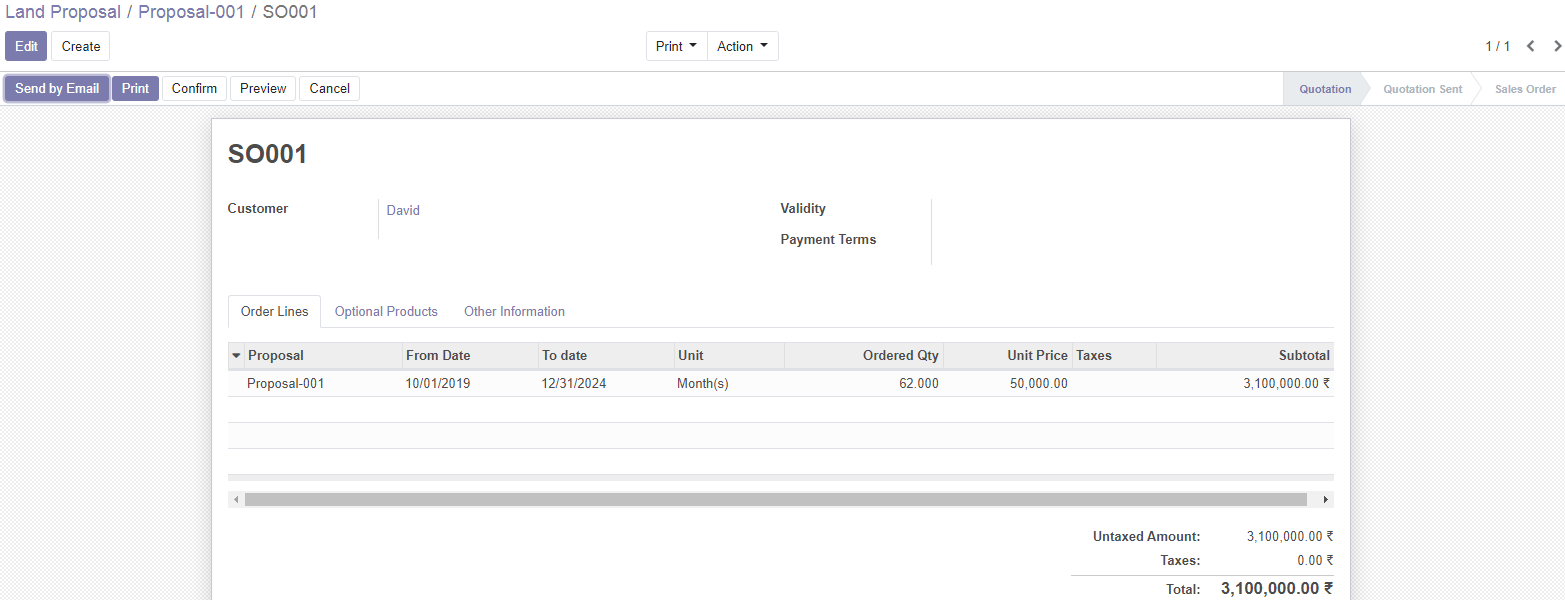 Land Proposal / Proposal-001 / SO001
Edit Create Print Action 1 / 1
Send by Email Print Confirm Preview Cancel Quotation Quotation Sent Sales Order
SO001
Customer David Validity
Payment Terms
Order Lines Optional Products Other Information
Proposal From Date To date Unit Ordered Qty Unit Price Taxes Subtotal
Proposal-001 10/01/2019 12/31/2024 Month(s) 62.000 50,000.00 3,100,000.00 ₹
Untaxed Amount: 3,100,000.00 ₹
Taxes: 0.00 ₹
Total: 3,100,000.00 ₹